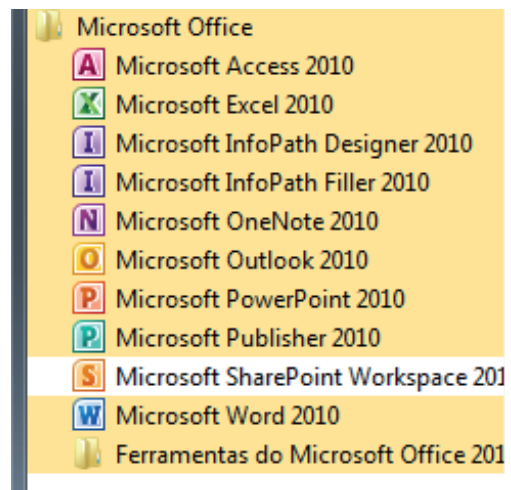 Microsoft Office
Microsoft Access 2010
Microsoft Excel 2010
Microsoft InfoPath Designer 2010
Microsoft InfoPath Filler 2010
Microsoft OneNote 2010
Microsoft Outlook 2010
Microsoft PowerPoint 2010
Microsoft Publisher 2010
Microsoft SharePoint Workspace 201
Microsoft Word 2010
Ferramentas do Microsoft Office 201